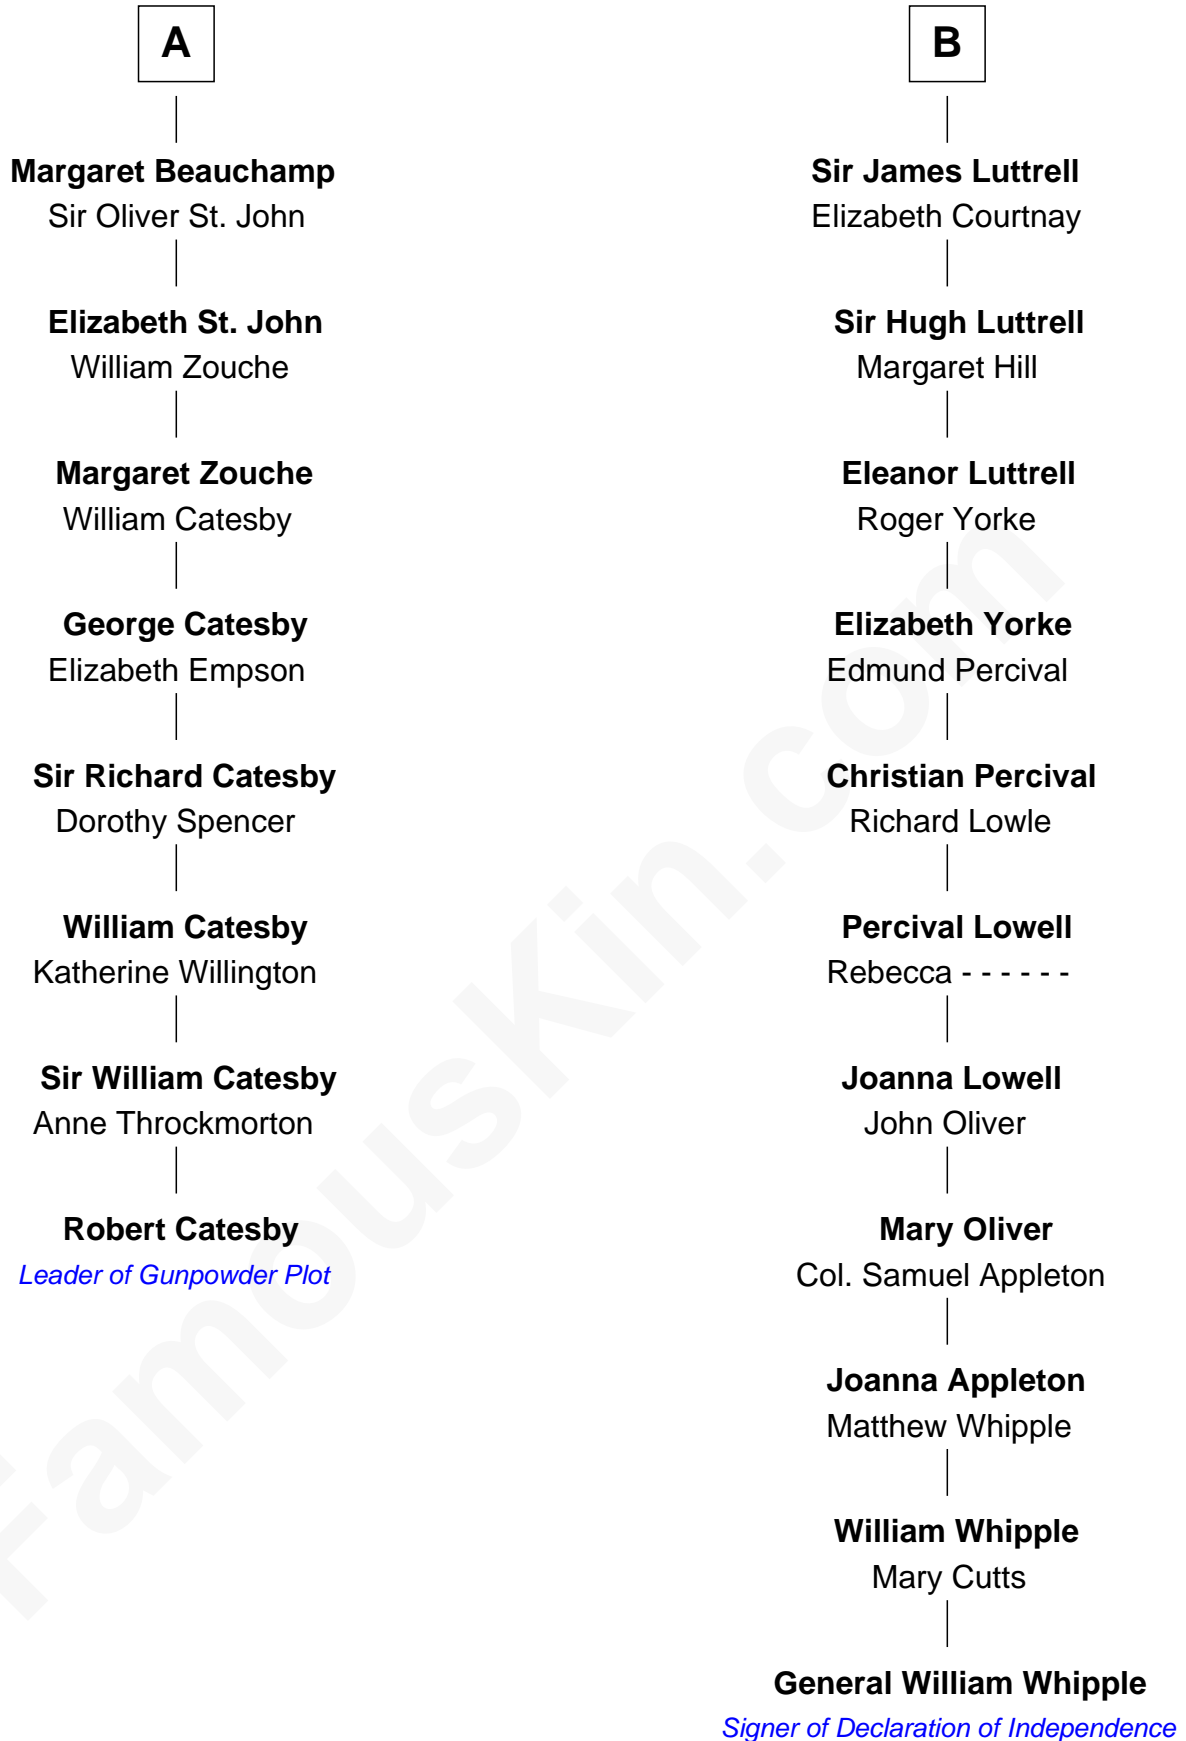 A
Margaret Beauchamp
Sir Oliver St. John
Elizabeth St. John
William Zouche
Margaret Zouche
William Catesby
George Catesby
Elizabeth Empson
Sir Richard Catesby
Dorothy Spencer
William Catesby
Katherine Willington
Sir William Catesby
Anne Throckmorton
Robert Catesby
Leader of Gunpowder Plot
B
Sir James Luttrell
Elizabeth Courtnay
Sir Hugh Luttrell
Margaret Hill
Eleanor Luttrell
Roger Yorke
Elizabeth Yorke
Edmund Percival
Christian Percival
Richard Lowle
Percival Lowell
Rebecca - - - - - -
Joanna Lowell
John Oliver
Mary Oliver
Col. Samuel Appleton
Joanna Appleton
Matthew Whipple
William Whipple
Mary Cutts
General William Whipple
Signer of Declaration of Independence
FamousKin.com